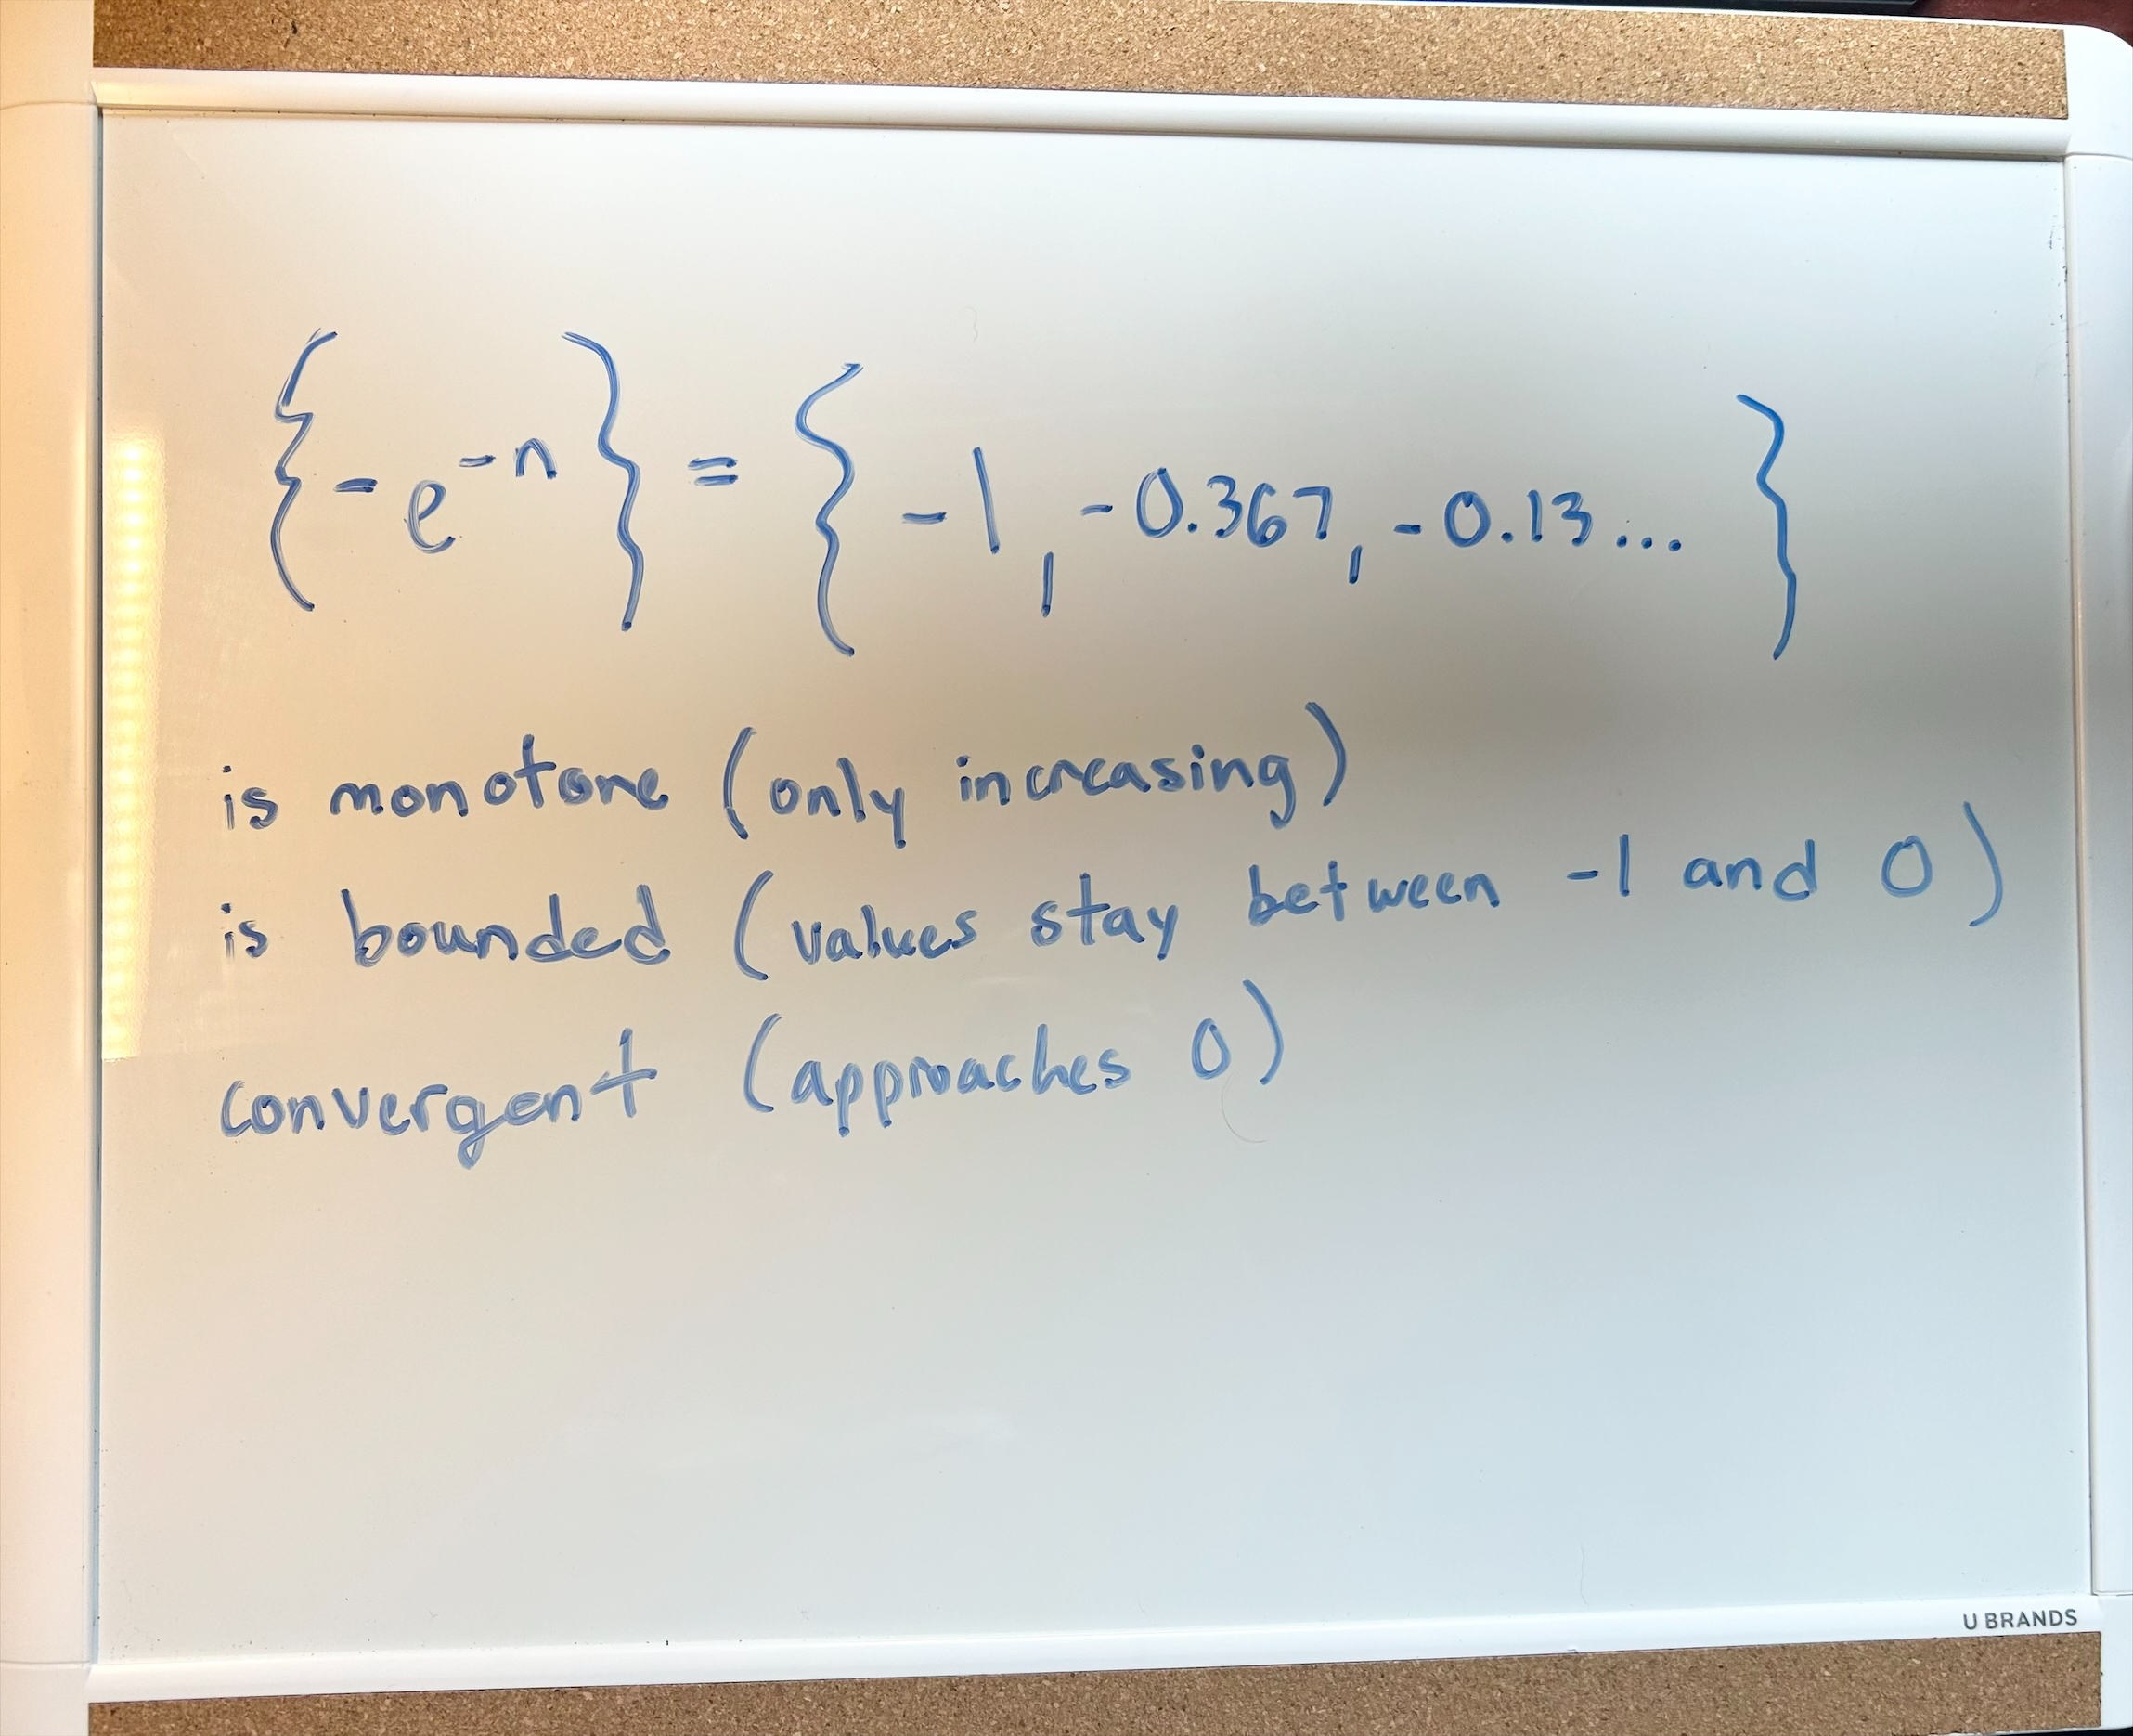 {-e^{-n}} = {-1, -0.367, -0.13...}
is monotone (only increasing)
is bounded (values stay between -1 and 0)
convergent (approaches 0)
U BRANDS